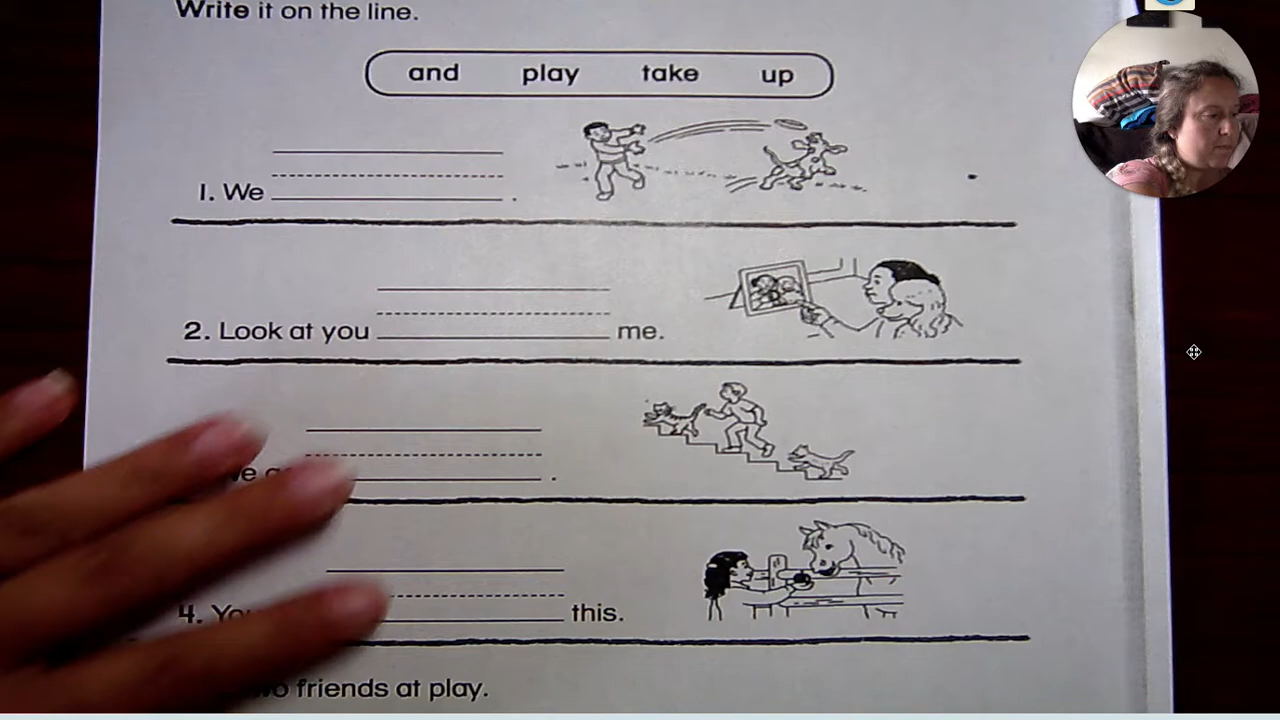 Write it on the line.
and play take up
1. We .
2. Look at you me.
.
4. this.
friends at play.